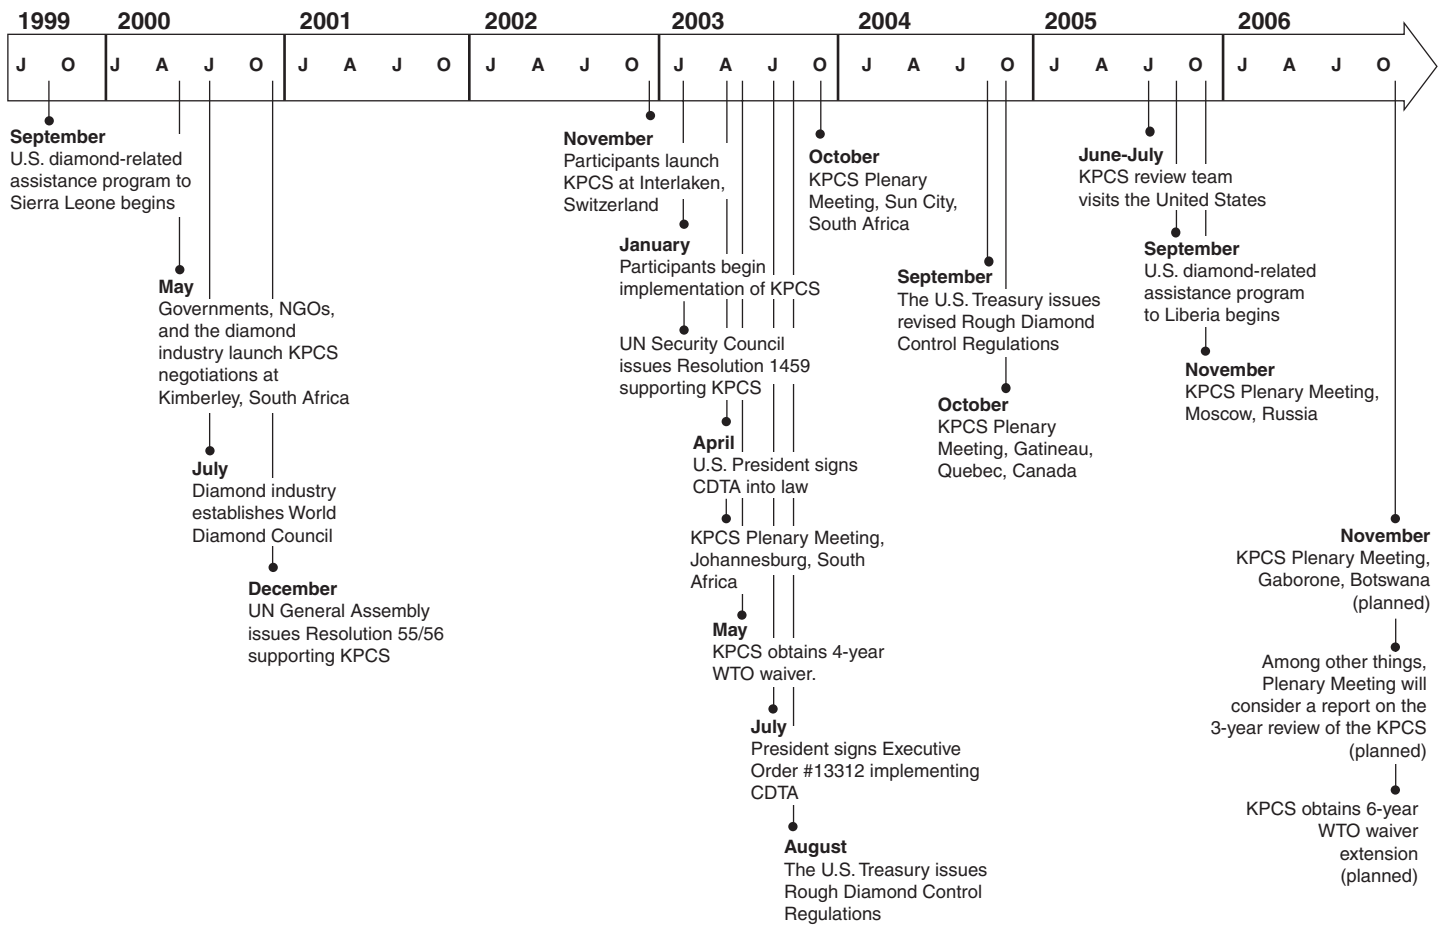 1999 2000 2001 2002 2003 2004 2005 2006
J O J A J O J A J O J A J O J A J O J A J O J A J O J A J O
September
U.S. diamond-related
assistance program to
Sierra Leone begins
May
Governments, NGOs,
and the diamond
industry launch KPCS
negotiations at
Kimberley, South Africa
July
Diamond industry
establishes World
Diamond Council
December
UN General Assembly
issues Resolution 55/56
supporting KPCS
November
Participants launch
KPCS at Interlaken,
Switzerland
January
Participants begin
implementation of KPCS
UN Security Council
issues Resolution 1459
supporting KPCS
April
U.S. President signs
CDTA into law
KPCS Plenary Meeting,
Johannesburg, South
Africa
May
KPCS obtains 4-year
WTO waiver.
July
President signs Executive
Order #13312 implementing
CDTA
August
The U.S. Treasury issues
Rough Diamond Control
Regulations
October
KPCS Plenary
Meeting, Sun City,
South Africa
September
The U.S. Treasury issues
revised Rough Diamond
Control Regulations
October
KPCS Plenary
Meeting, Gatineau,
Quebec, Canada
June-July
KPCS review team
visits the United States
September
U.S. diamond-related
assistance program
to Liberia begins
November
KPCS Plenary Meeting,
Moscow, Russia
November
KPCS Plenary Meeting,
Gaborone, Botswana
(planned)
Among other things,
Plenary Meeting will
consider a report on the
3-year review of the KPCS
(planned)
KPCS obtains 6-year
WTO waiver
extension
(planned)